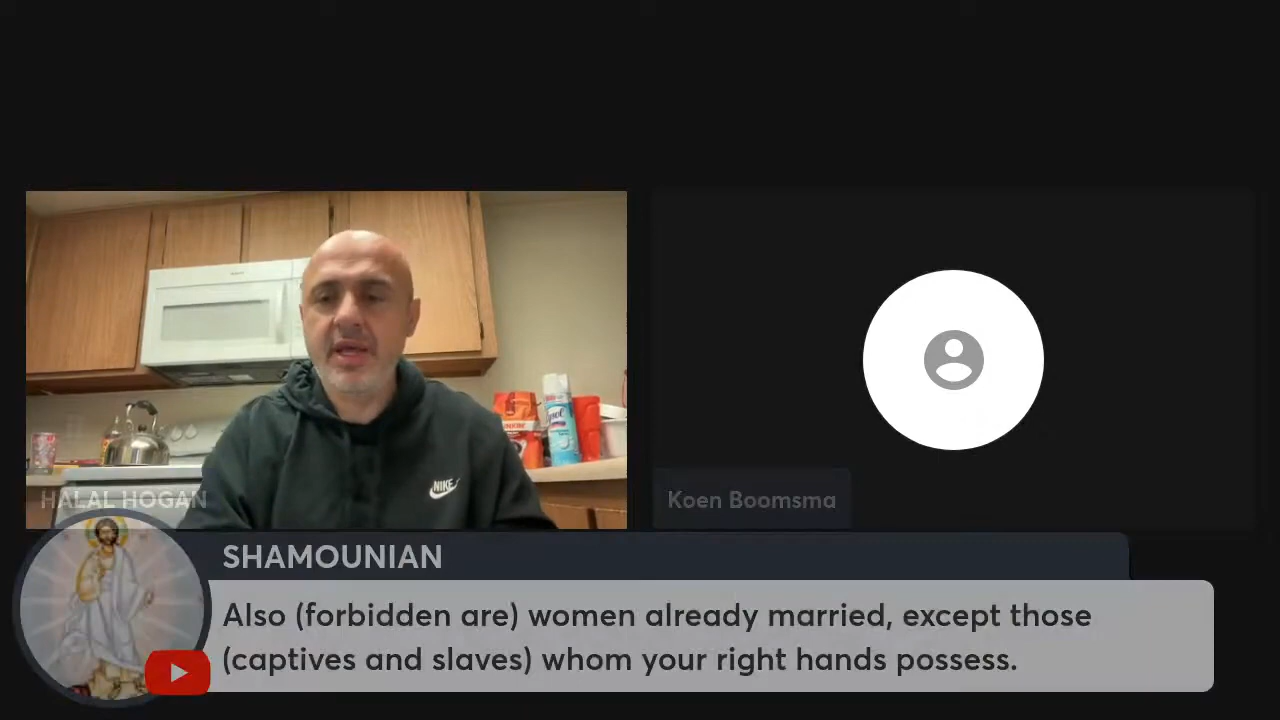 NIKE
HALAL HOGAN
Koen Boomsma
SHAMOUNIAN
Also (forbidden are) women already married, except those
(captives and slaves) whom your right hands possess.